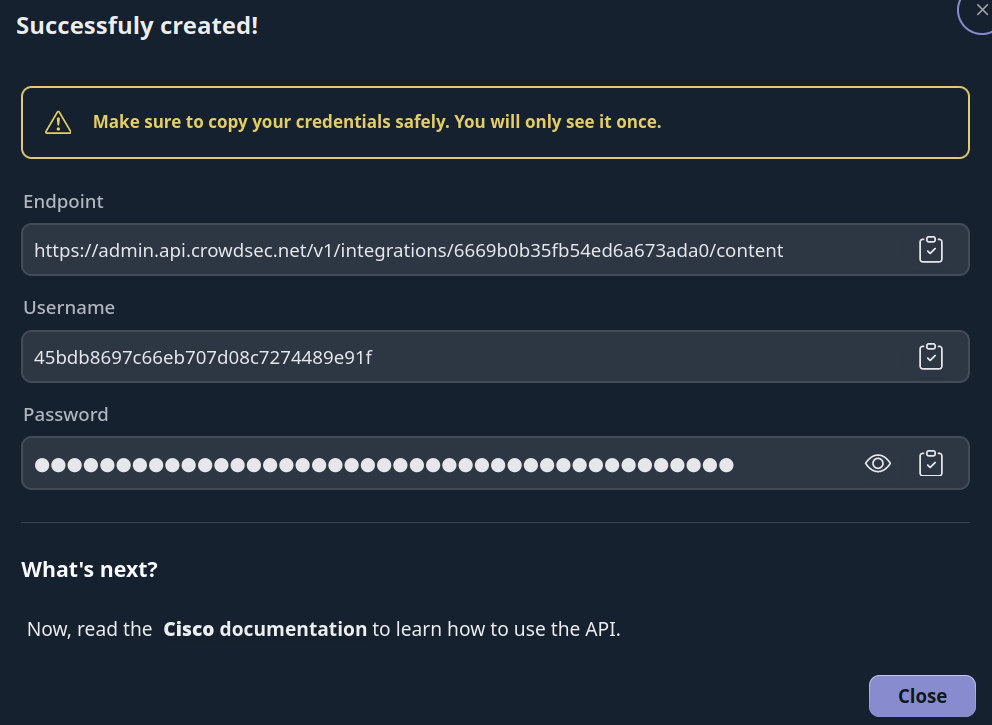 Successfuly created!
Make sure to copy your credentials safely. You will only see it once.
Endpoint
https://admin.api.crowdsec.net/v1/integrations/6669b0b35fb54ed6a673ada0/content
Username
45bdb8697c66eb707d08c7274489e91f
Password
What's next?
Now, read the Cisco documentation to learn how to use the API.
Close